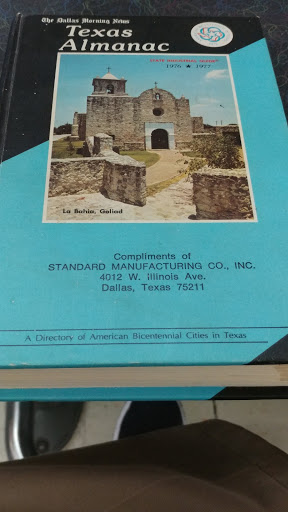 The Dallas Morning News
Texas
Almanac
STATE INDUSTRIAL GUIDE
1976 ★ 1977
La Bahia, Goliad
Compliments of
STANDARD MANUFACTURING CO., INC.
4012 W. Illinois Ave.
Dallas, Texas 75211
A Directory of American Bicentennial Cities in Texas